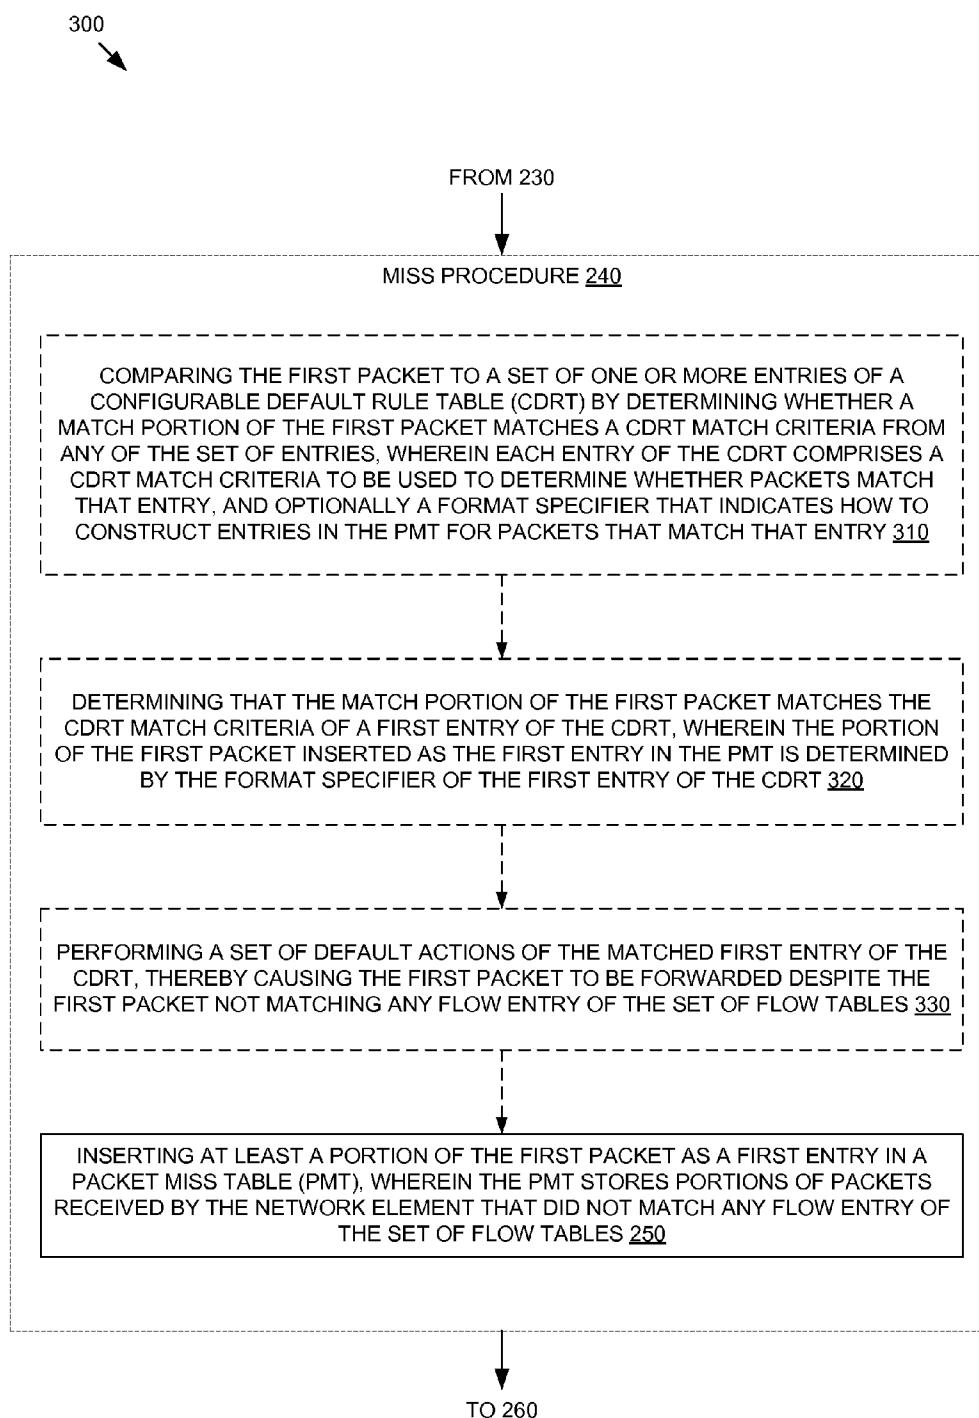 300
FROM 230
MISS PROCEDURE 240
COMPARING THE FIRST PACKET TO A SET OF ONE OR MORE ENTRIES OF A
CONFIGURABLE DEFAULT RULE TABLE (CDRT) BY DETERMINING WHETHER A
MATCH PORTION OF THE FIRST PACKET MATCHES A CDRT MATCH CRITERIA FROM
ANY OF THE SET OF ENTRIES, WHEREIN EACH ENTRY OF THE CDRT COMPRISES A
CDRT MATCH CRITERIA TO BE USED TO DETERMINE WHETHER PACKETS MATCH
THAT ENTRY, AND OPTIONALLY A FORMAT SPECIFIER THAT INDICATES HOW TO
CONSTRUCT ENTRIES IN THE PMT FOR PACKETS THAT MATCH THAT ENTRY 310
DETERMINING THAT THE MATCH PORTION OF THE FIRST PACKET MATCHES THE
CDRT MATCH CRITERIA OF A FIRST ENTRY OF THE CDRT, WHEREIN THE PORTION
OF THE FIRST PACKET INSERTED AS THE FIRST ENTRY IN THE PMT IS DETERMINED
BY THE FORMAT SPECIFIER OF THE FIRST ENTRY OF THE CDRT 320
PERFORMING A SET OF DEFAULT ACTIONS OF THE MATCHED FIRST ENTRY OF THE
CDRT, THEREBY CAUSING THE FIRST PACKET TO BE FORWARDED DESPITE THE
FIRST PACKET NOT MATCHING ANY FLOW ENTRY OF THE SET OF FLOW TABLES 330
INSERTING AT LEAST A PORTION OF THE FIRST PACKET AS A FIRST ENTRY IN A
PACKET MISS TABLE (PMT), WHEREIN THE PMT STORES PORTIONS OF PACKETS
RECEIVED BY THE NETWORK ELEMENT THAT DID NOT MATCH ANY FLOW ENTRY OF
THE SET OF FLOW TABLES 250
TO 260